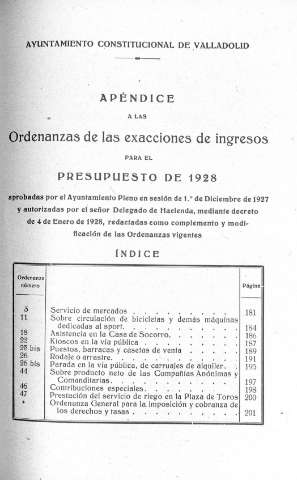 AYUNTAMIENTO CONSTITUCIONAL DE VALLADOLID
APÉNDICE
A LAS
Ordenanzas de las exacciones de ingresos
PARA EL
PRESUPUESTO DE 1928
aprobadas por el Ayuntamiento Pleno en sesión de 1.º de Diciembre de 1927
y autorizadas por el señor Delegado de Hacienda, mediante decreto
de 4 de Enero de 1928, redactadas como complemento y modi-
ficación de las Ordenanzas vigentes
ÍNDICE
Ordenanza número Página
5 Servicio de mercados 181
11 Sobre circulación de bicicletas y demás máquinas
dedicadas al sport. 184
18 Asistencia en la Casa de Socorro. 186
22 Kioscos en la vía pública 187
25 bis Puestos, barracas y casetas de venta 189
26 Rodaje o arrastre. 191
26 bis Parada en la vía pública, de carruajes de alquiler. 195
44 Sobre producto neto de las Compañías Anónimas y
Comanditarias. 197
46 Contribuciones especiales. 198
47 Prestación del servicio de riego en la Plaza de Toros 200
* Ordenanza General para la imposición y cobranza de
los derechos y tasas 201